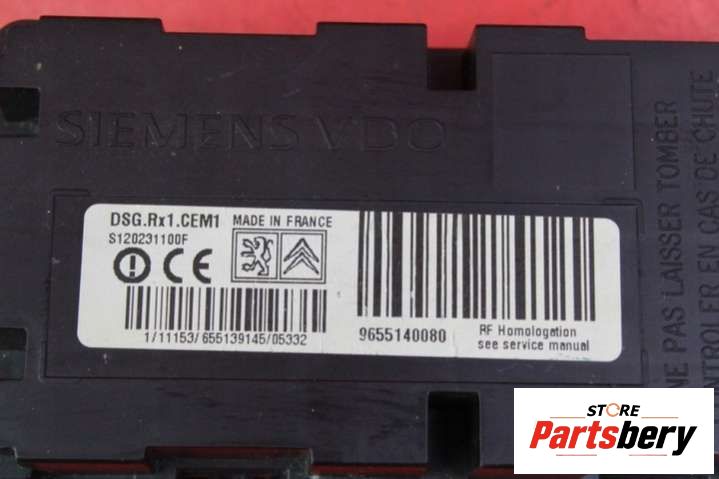 SIEMENS VDO
DSG.Rx1.CEM1 MADE IN FRANCE
S120231100F
CE
1/11153/655139145/05332
9655140080
RF Homologation
see service manual
NE PAS LAISSER TOMBER
CONTROLER EN CAS DE CHUTE
STORE
Partsbery